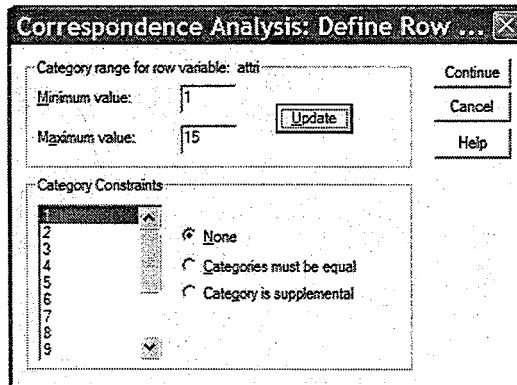 Correspondence Analysis: Define Row ...
Category range for row variable: attri
Minimum value: 1
Maximum value: 15
Update
Continue
Cancel
Help
Category Constraints
1
2
3
4
5
6
7
8
9
None
Categories must be equal
Category is supplemental